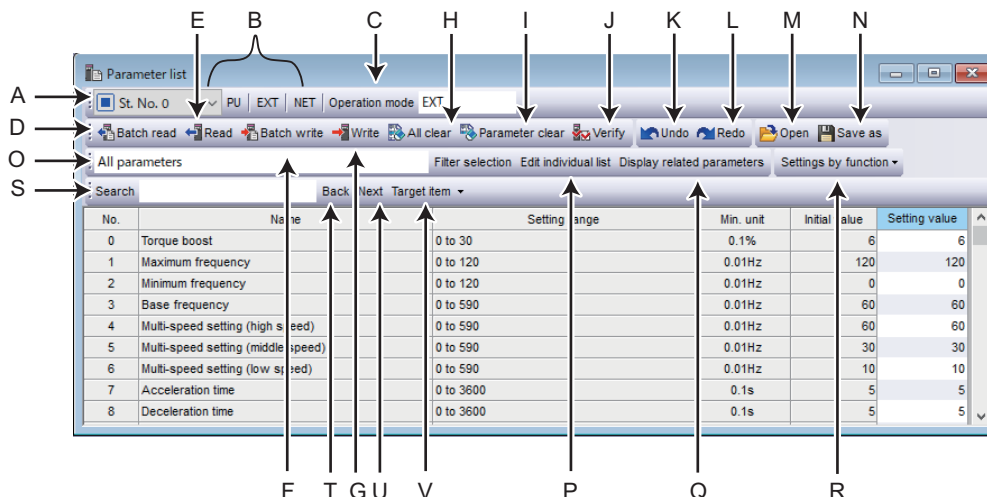 E B C H I J K L M N
Parameter list
A
St. No. 0 PU EXT NET Operation mode EXT
D
Batch read Read Batch write Write All clear Parameter clear Verify Undo Redo Open Save as
O
All parameters Filter selection Edit individual list Display related parameters Settings by function
S
Search Back Next Target item
No. Name Setting range Min. unit Initial value Setting value
0 Torque boost 0 to 30 0.1% 6 6
1 Maximum frequency 0 to 120 0.01Hz 120 120
2 Minimum frequency 0 to 120 0.01Hz 0 0
3 Base frequency 0 to 590 0.01Hz 60 60
4 Multi-speed setting (high speed) 0 to 590 0.01Hz 60 60
5 Multi-speed setting (middle speed) 0 to 590 0.01Hz 30 30
6 Multi-speed setting (low speed) 0 to 590 0.01Hz 10 10
7 Acceleration time 0 to 3600 0.1s 5 5
8 Deceleration time 0 to 3600 0.1s 5 5
F T G U V P Q R